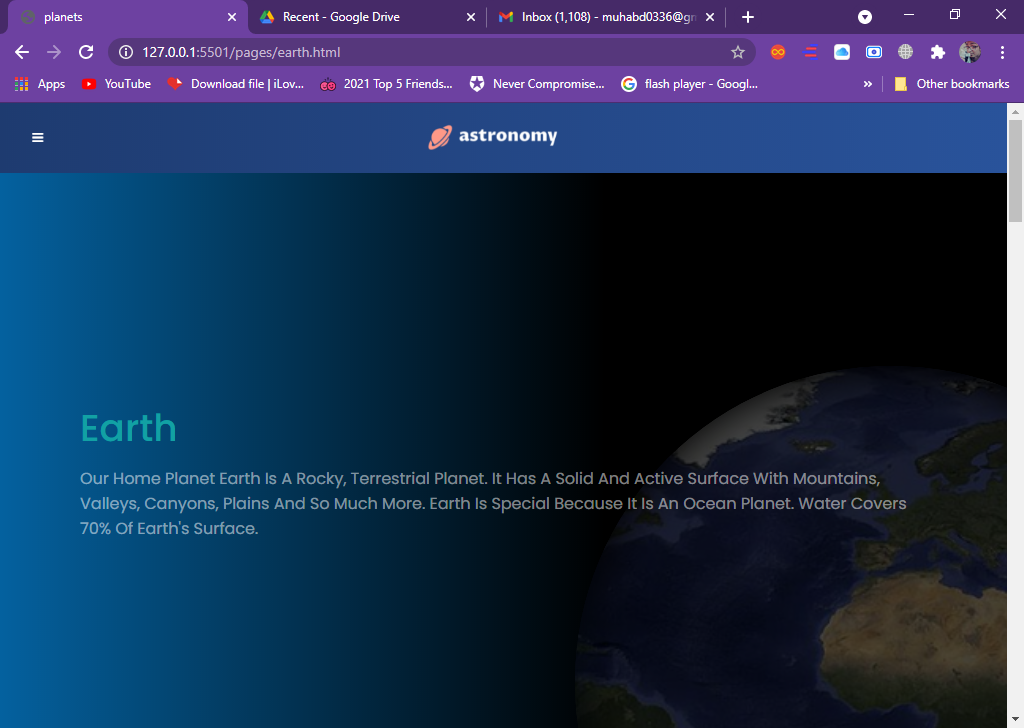 planets
Recent - Google Drive
Inbox (1,108) - muhabd0336@gm
127.0.0.1:5501/pages/earth.html
Apps
YouTube
Download file | iLov...
2021 Top 5 Friends...
Never Compromise...
flash player - Googl...
»
Other bookmarks
astronomy
Earth
Our Home Planet Earth Is A Rocky, Terrestrial Planet. It Has A Solid And Active Surface With Mountains,
Valleys, Canyons, Plains And So Much More. Earth Is Special Because It Is An Ocean Planet. Water Covers
70% Of Earth's Surface.